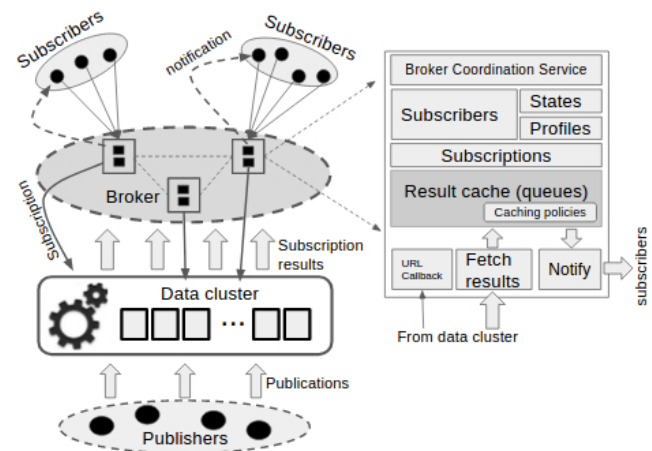 Subscribers
Subscribers
notification
Broker
Subscription
Subscription
results
Data cluster
...
Publications
Publishers
Broker Coordination Service
Subscribers
States
Profiles
Subscriptions
Result cache (queues)
Caching policies
URL
Callback
Fetch
results
Notify
subscribers
From data cluster